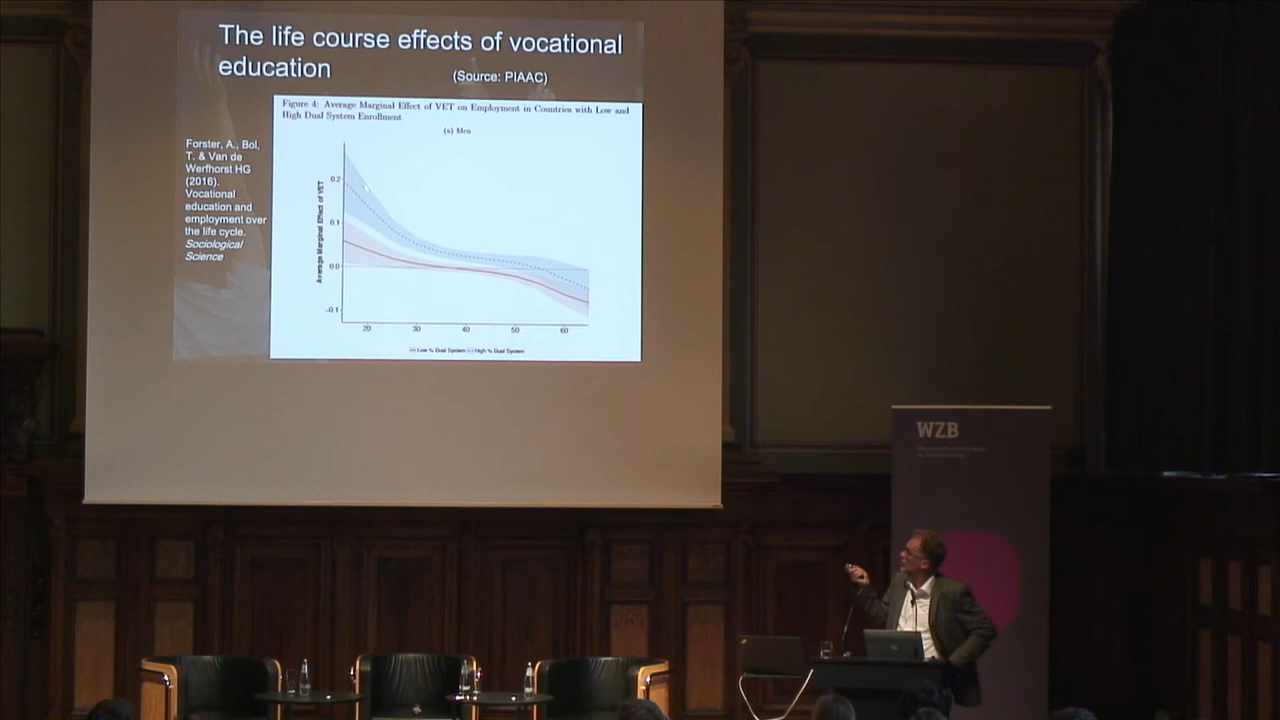 The life course effects of vocational
education
(Source: PIAAC)
Figure 4: Average Marginal Effect of VET on Employment in Countries with Low and
High Dual System Enrollment
(a) Men
Forster, A., Bol,
T. & Van de
Werfhorst HG
(2016).
Vocational
education and
employment over
the life cycle.
Sociological
Science
Average Marginal Effect of VET
0.2
0.1
0.0
-0.1
20
30
40
50
60
Low % Dual System
High % Dual System
WZB